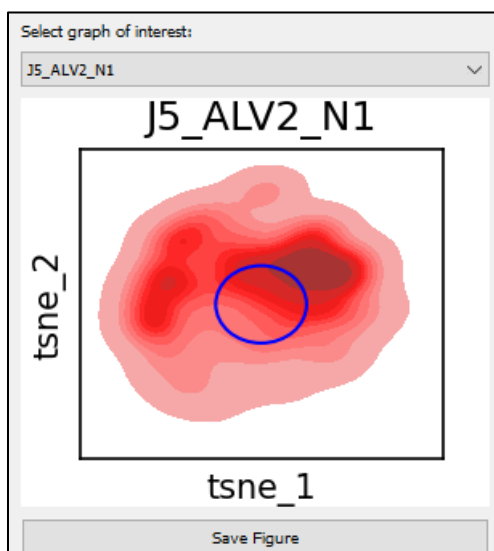 Select graph of interest:
J5_ALV2_N1
J5_ALV2_N1
tsne_2
tsne_1
Save Figure